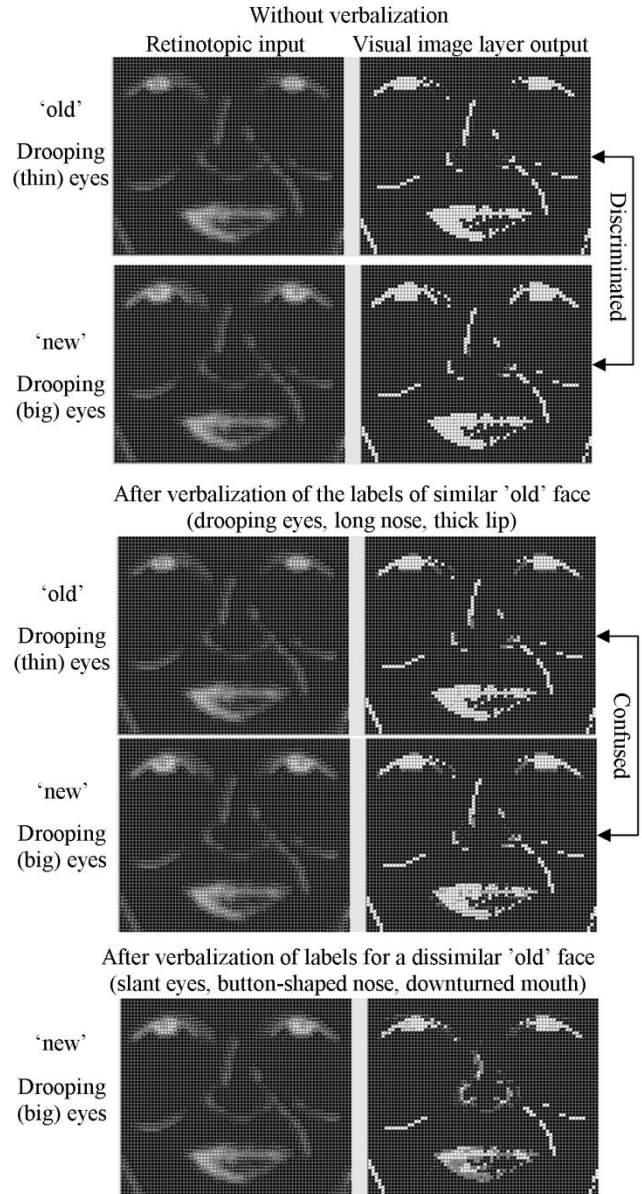 Without verbalization
Retinotopic input Visual image layer output
‘old’
Drooping
(thin) eyes
Discriminated
‘new’
Drooping
(big) eyes
After verbalization of the labels of similar ’old’ face
(drooping eyes, long nose, thick lip)
‘old’
Drooping
(thin) eyes
Confused
‘new’
Drooping
(big) eyes
After verbalization of labels for a dissimilar ’old’ face
(slant eyes, button-shaped nose, downturned mouth)
‘new’
Drooping
(big) eyes